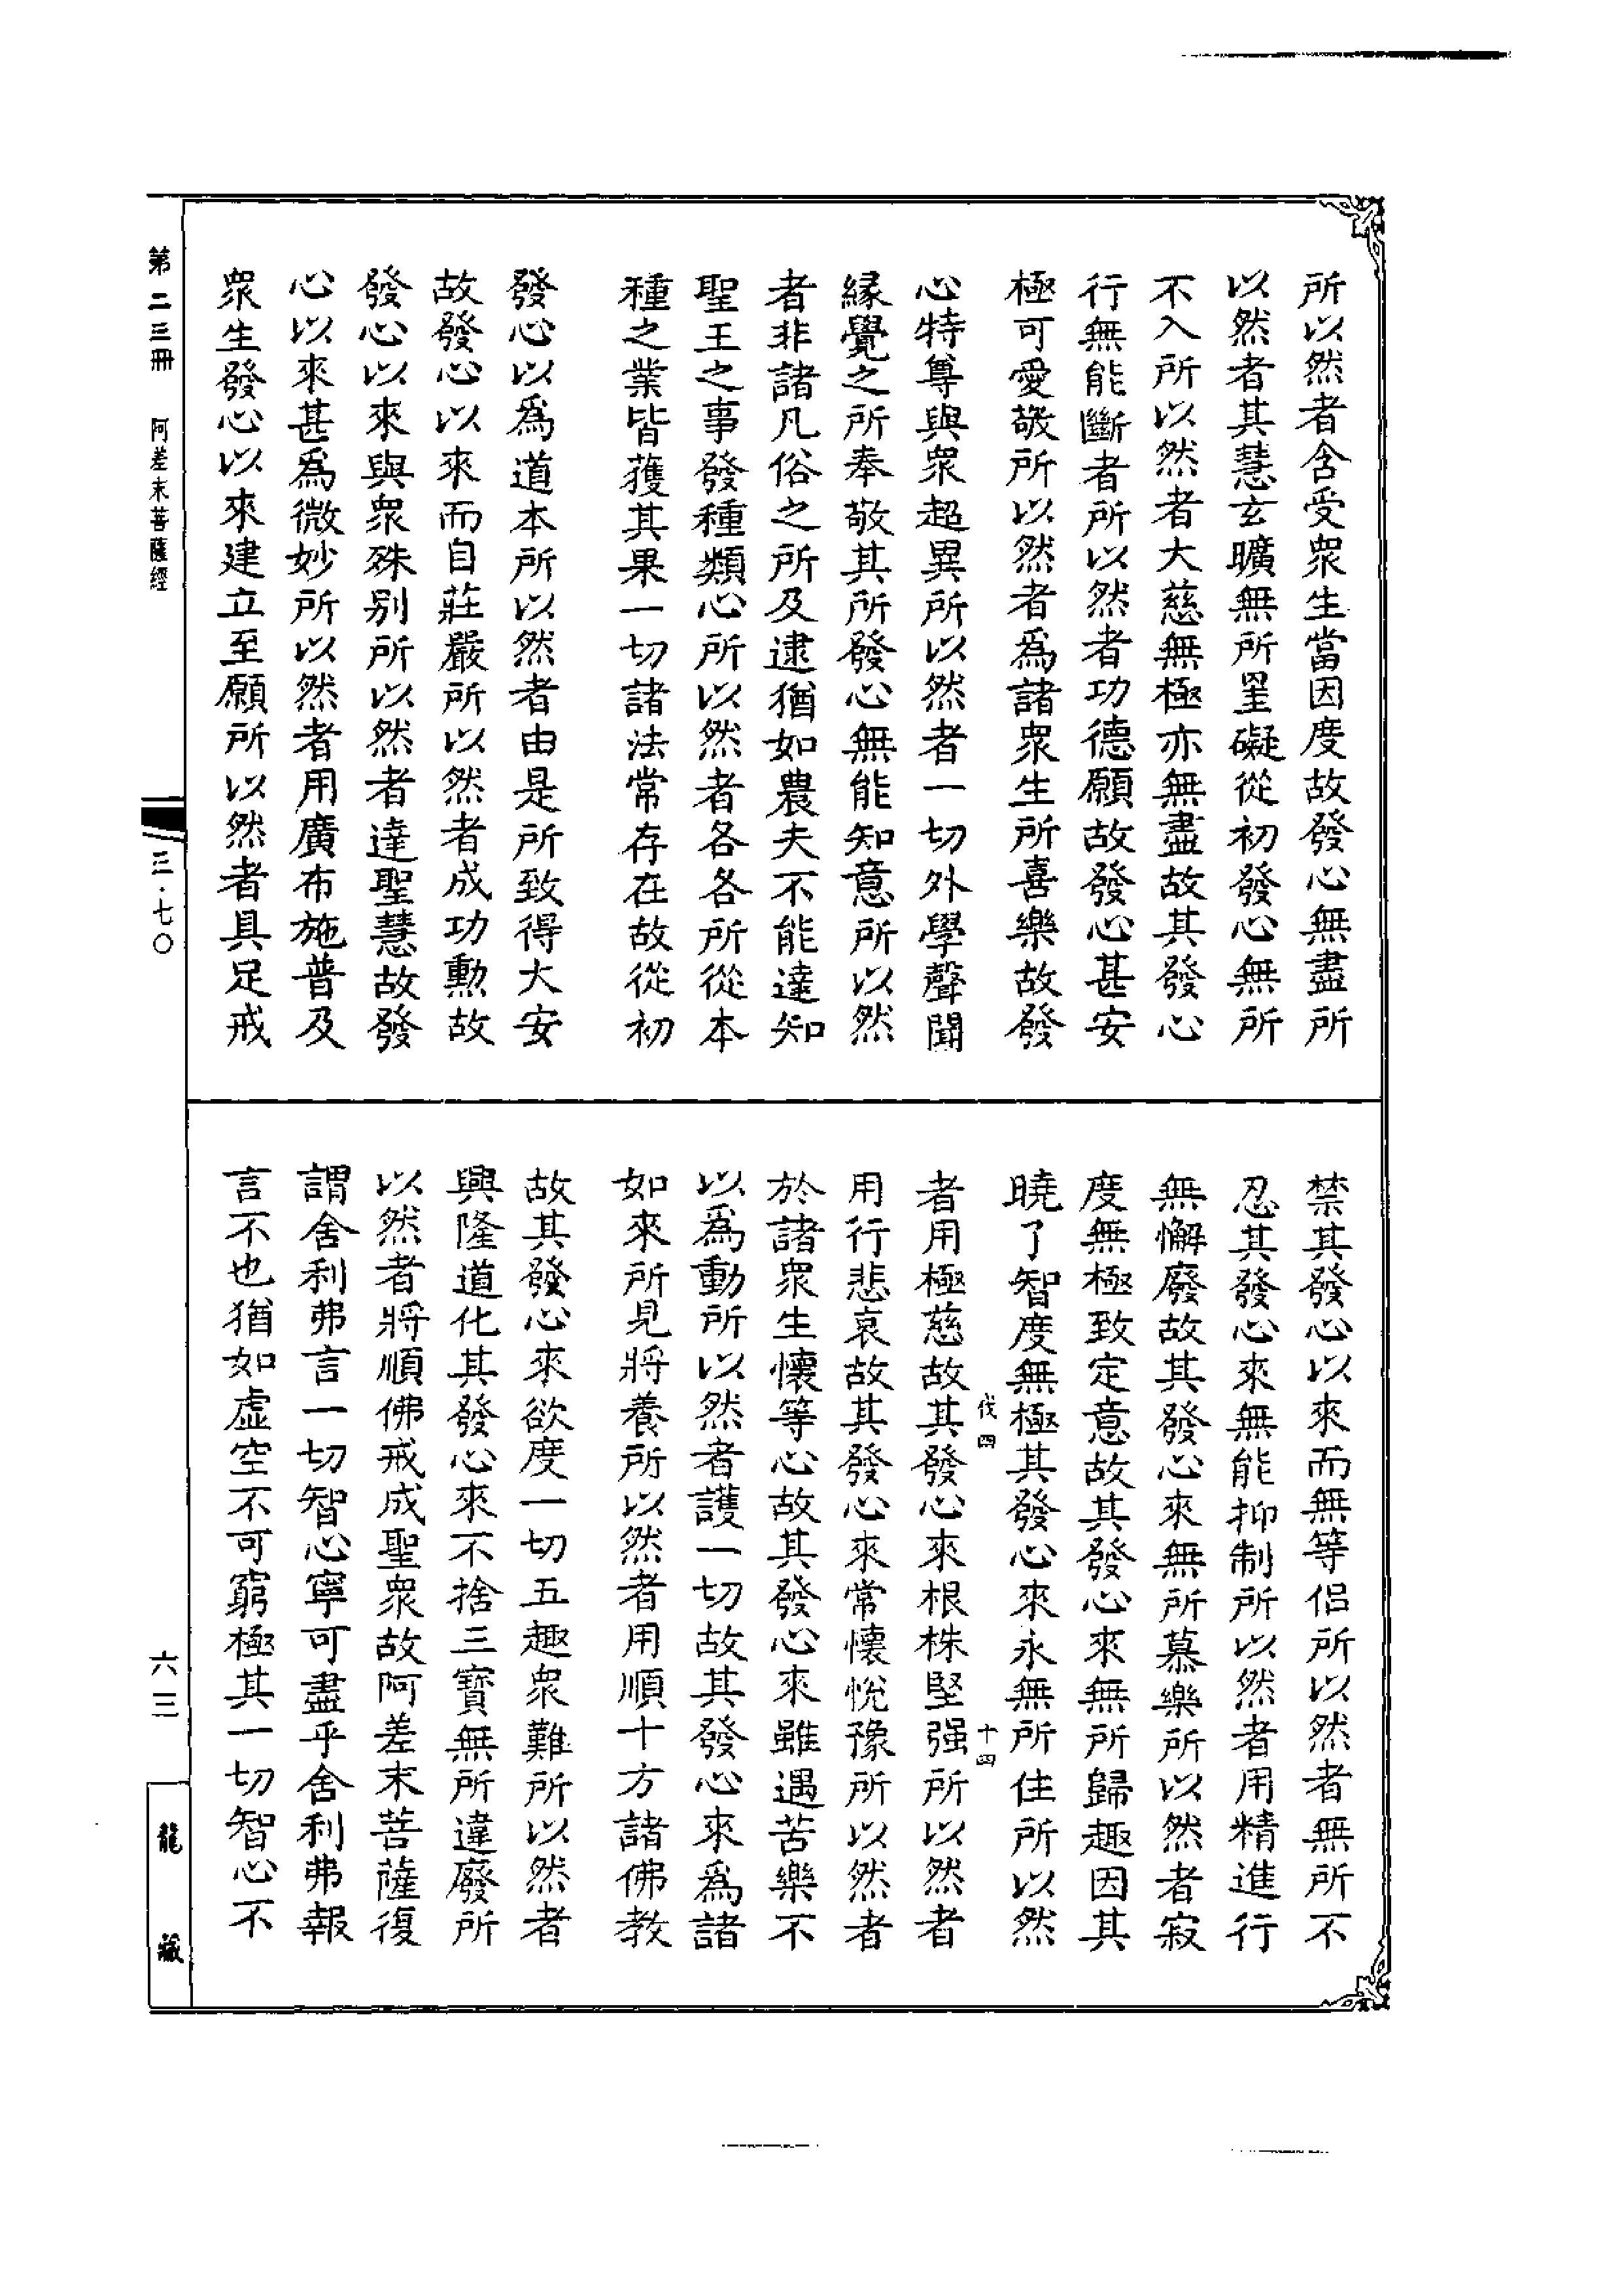 所以然者含受衆生當因度故發心無盡所
以然者其慧玄曠無所罣礙從初發心無所
不入所以然者大慈無極亦無盡故其發心
行無能斷者所以然者功德願故發心甚安
極可愛敬所以然者爲諸衆生所喜樂故發
心特尊與衆超異所以然者一切外學聲聞
緣覺之所奉敬其所發心無能知意所以然
者非諸凡俗之所及逮猶如農夫不能達知
聖王之事發種類心所以然者各各所從本
種之業皆獲其果一切諸法常存在故從初
發心以爲道本所以然者由是所致得大安
故發心以來而自莊嚴所以然者成功勳故
發心以來與衆殊别所以然者達聖慧故發
心以來甚爲微妙所以然者用廣布施普及
衆生發心以來建立至願所以然者具足戒
禁其發心以來而無等侣所以然者無所不
忍其發心來無能抑制所以然者用精進行
無懈廢故其發心來無所慕樂所以然者寂
度無極致定意故其發心來無所歸趣因其
曉了智度無極其發心來永無所住所以然
伐四
十四
者用極慈故其發心來根株堅强所以然者
用行悲哀故其發心來常懷悅豫所以然者
於諸衆生懷等心故其發心來雖遇苦樂不
以爲動所以然者護一切故其發心來爲諸
如來所見將養所以然者用順十方諸佛教
故其發心來欲度一切五趣衆難所以然者
興隆道化其發心來不捨三寶無所違廢所
以然者將順佛戒成聖衆故阿差末菩薩復
謂舍利弗言一切智心寧可盡乎舍利弗報
言不也猶如虚空不可窮極其一切智心不
第二三冊
阿差末菩薩經
三·七〇
六三
龍藏